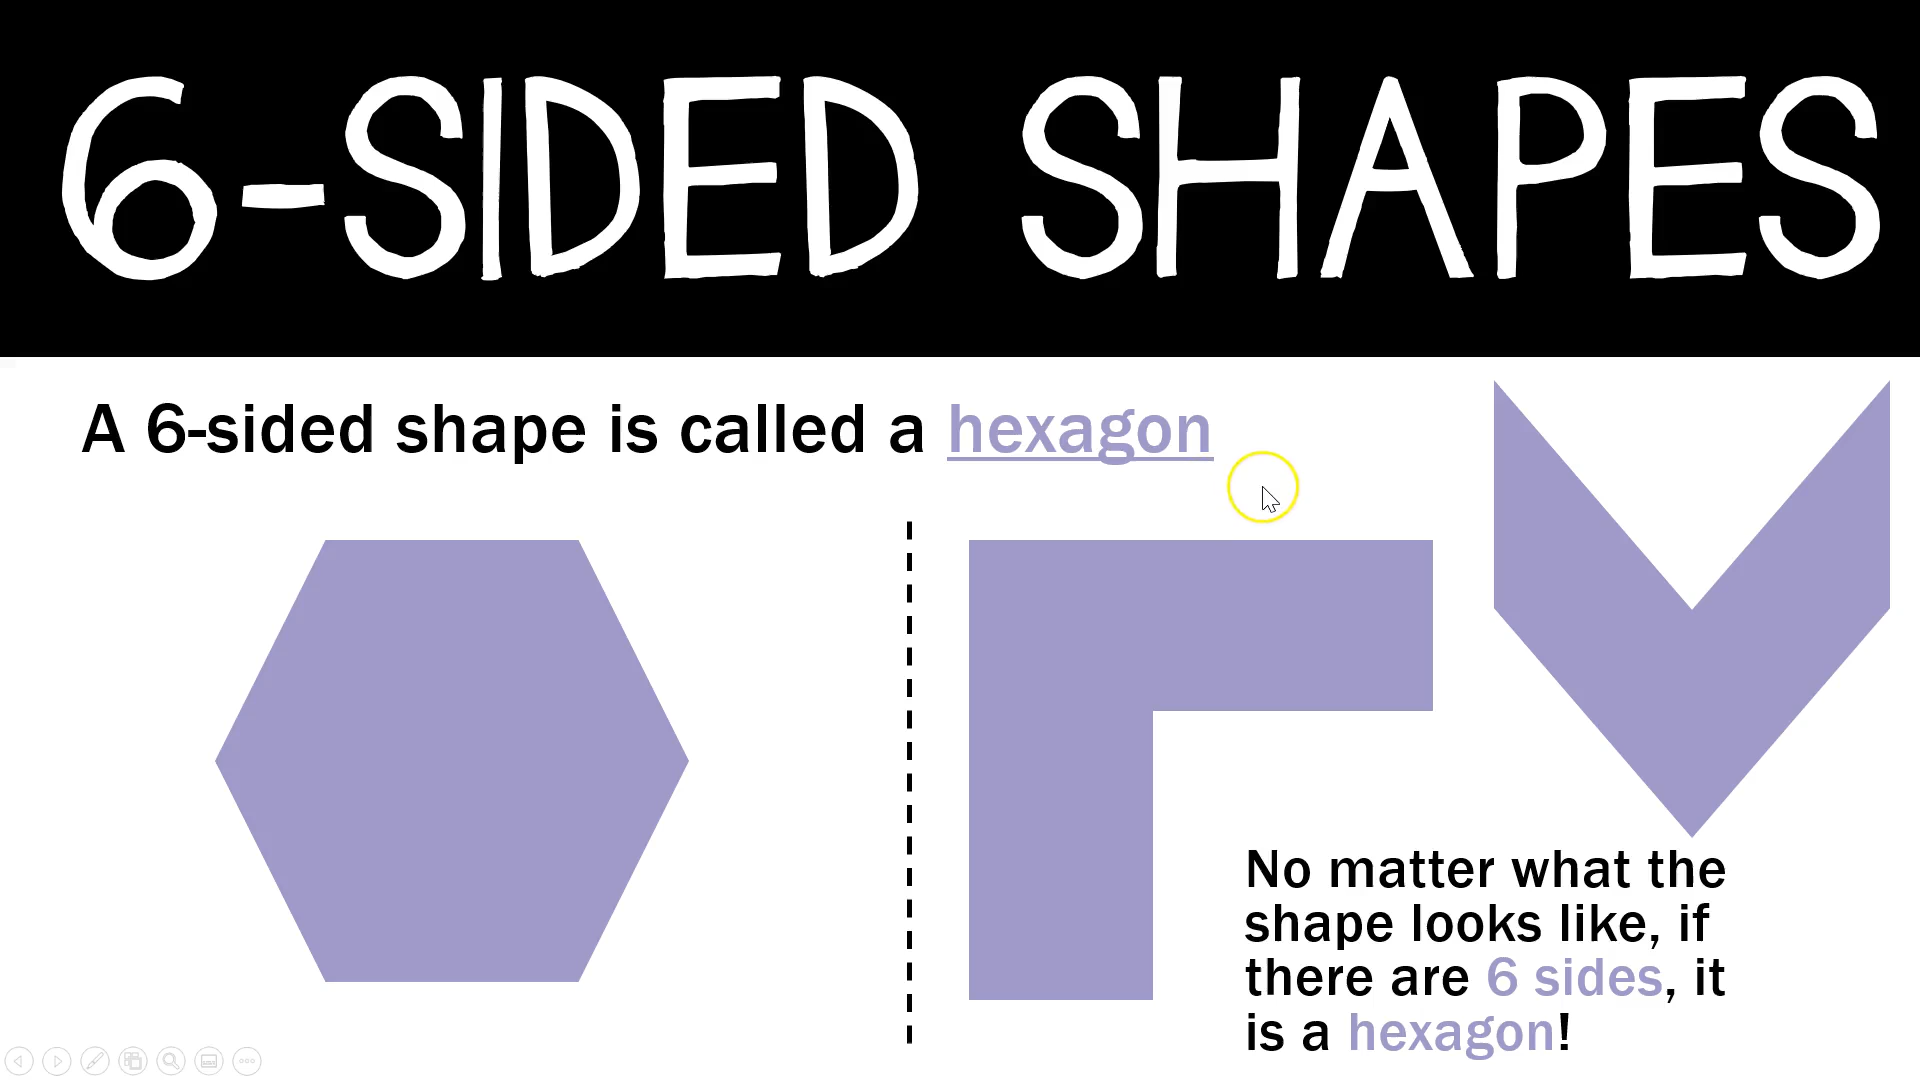 6-SIDED SHAPES
A 6-sided shape is called a hexagon
No matter what the
shape looks like, if
there are 6 sides, it
is a hexagon!